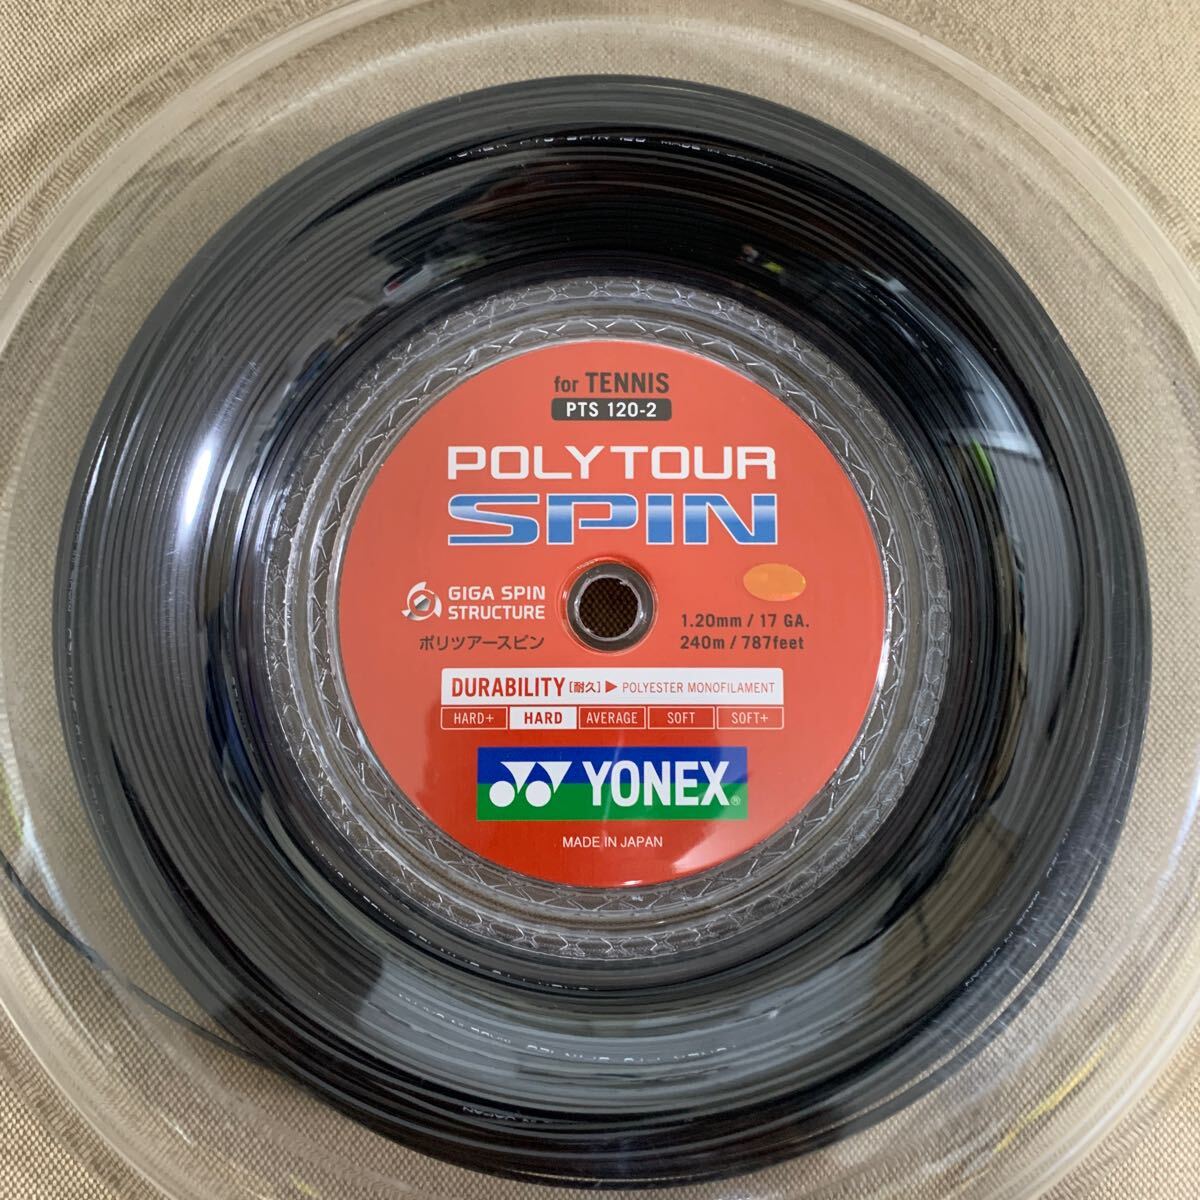 for TENNIS
PTS 120-2
POLYTOUR
SPIN
GIGA SPIN
STRUCTURE
ポリツアースピン
1.20mm / 17 GA.
240m / 787feet
DURABILITY [耐久] ▶ POLYESTER MONOFILAMENT
HARD+ HARD AVERAGE SOFT SOFT+
YONEX®
MADE IN JAPAN